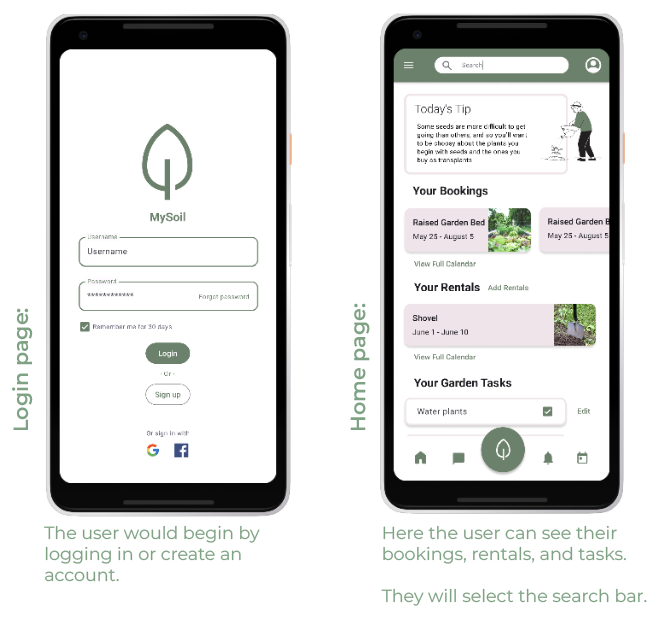 Login page:
MySoil
Username
Username
Password
************
Forgot password
Remember me for 30 days
Login
- Or -
Sign up
Or sign in with
The user would begin by
logging in or create an
account.
Home page:
Search
Today's Tip
Some seeds are more difficult to get
going than others, and so you'll want
to be choosy about the plants you
begin with seeds and the ones you
buy as transplants
Your Bookings
Raised Garden Bed
May 25 - August 5
Raised Garden B
May 25 - August 5
View Full Calendar
Your Rentals
Add Rentals
Shovel
June 1 - June 10
View Full Calendar
Your Garden Tasks
Water plants
Edit
Here the user can see their
bookings, rentals, and tasks.
They will select the search bar.